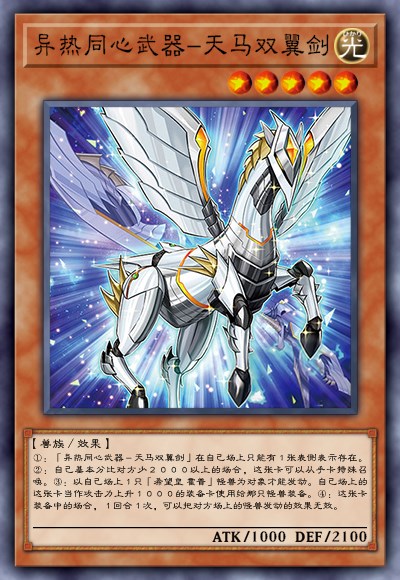 异热同心武器-天马双翼剑
光
【兽族／效果】
①：「异热同心武器－天马双翼剑」在自己场上只能有１张表侧表示存在。
②：自己基本分比对方少２０００以上的场合，这张卡可以从手卡特殊召
唤。③：以自己场上１只「希望皇 霍普」怪兽为对象才能发动。自己场上的
这张卡当作攻击力上升１０００的装备卡使用给那只怪兽装备。④：这张卡
装备中的场合，１回合１次，可以把对方场上的怪兽发动的效果无效。
ATK/1000 DEF/2100